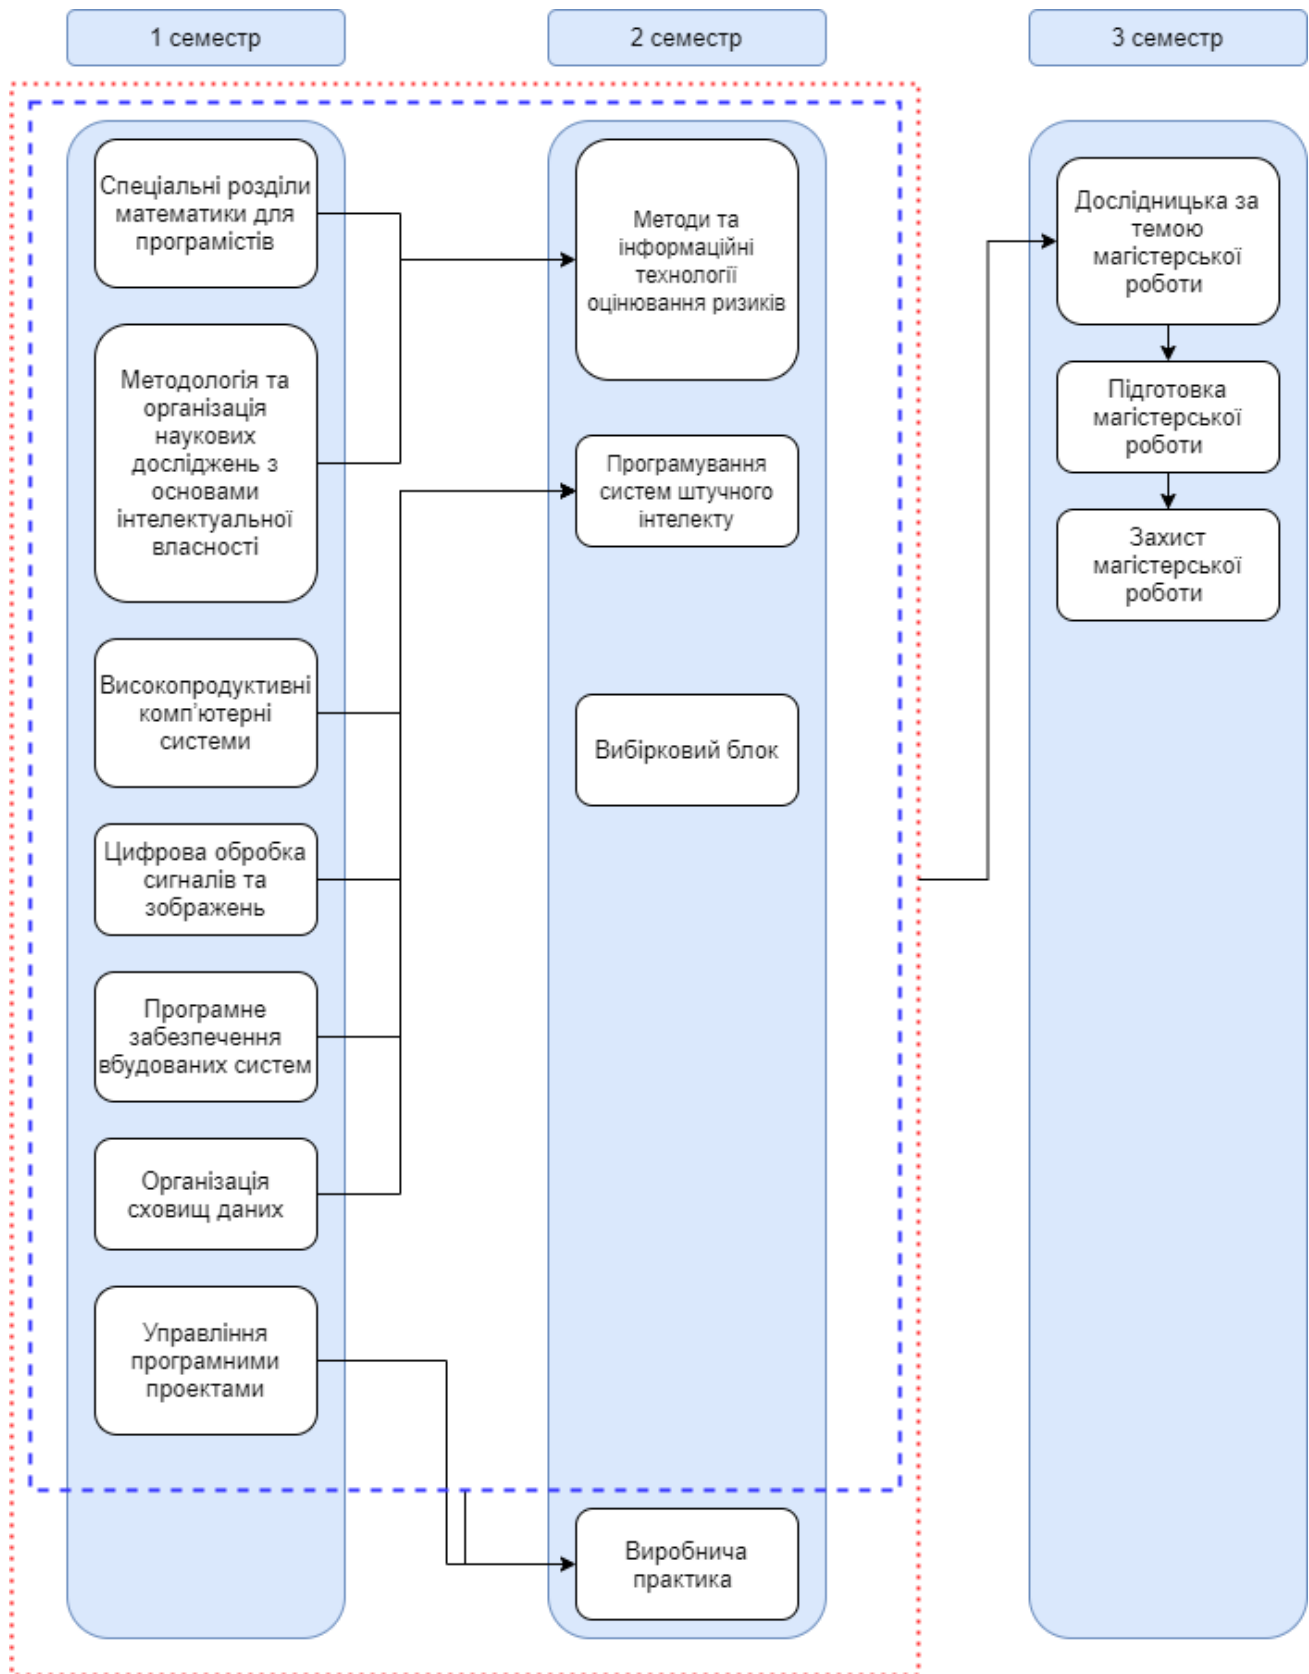 1 семестр
2 семестр
3 семестр
Спеціальні розділи
математики для
програмістів
Методологія та
організація
наукових
досліджень з
основами
інтелектуальної
власності
Високопродуктивні
комп'ютерні
системи
Цифрова обробка
сигналів та
зображень
Програмне
забезпечення
вбудованих систем
Організація
сховищ даних
Управління
програмними
проектами
Методи та
інформаційні
технології
оцінювання ризиків
Програмування
систем штучного
інтелекту
Вибірковий блок
Виробнича
практика
Дослідницька за
темою
магістерської
роботи
Підготовка
магістерської
роботи
Захист
магістерської
роботи